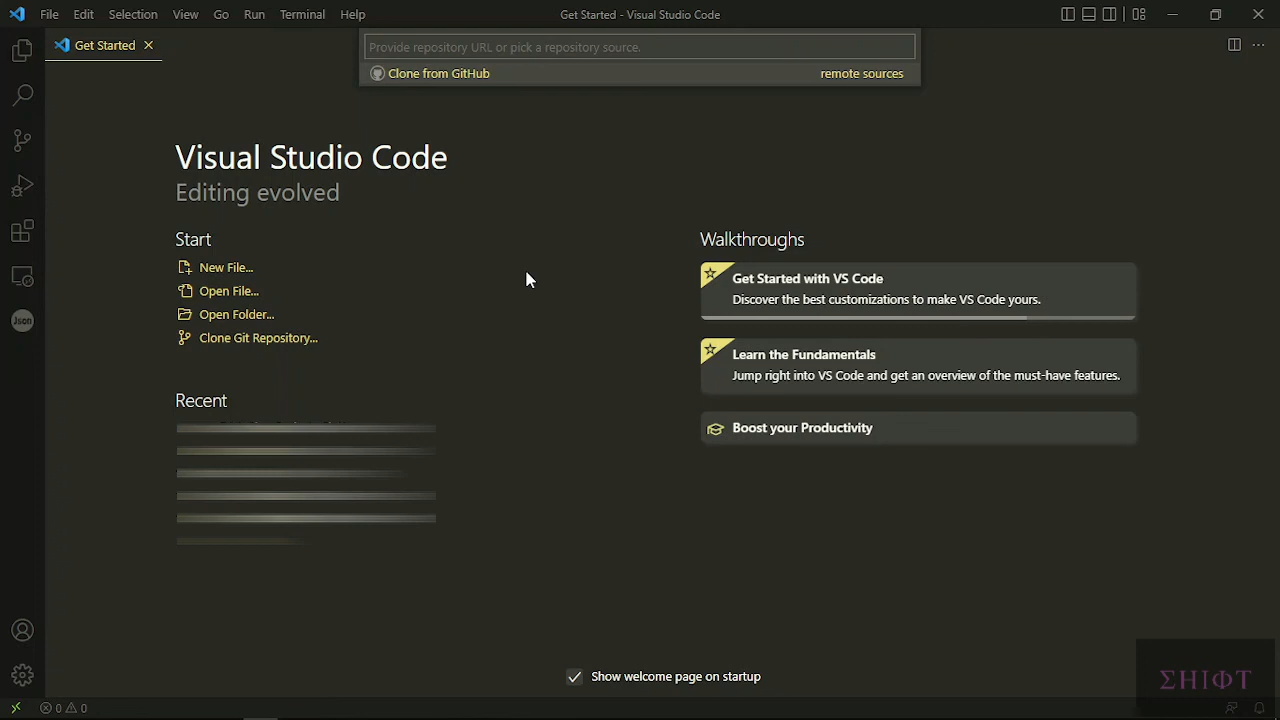 File Edit Selection View Go Run Terminal Help
Get Started - Visual Studio Code
Get Started
Provide repository URL or pick a repository source.
Clone from GitHub remote sources
Visual Studio Code
Editing evolved
Start
New File...
Open File...
Open Folder...
Clone Git Repository...
Recent
Walkthroughs
Get Started with VS Code
Discover the best customizations to make VS Code yours.
Learn the Fundamentals
Jump right into VS Code and get an overview of the must-have features.
Boost your Productivity
Json
Show welcome page on startup
ΣΗΙΦΤ
0 0